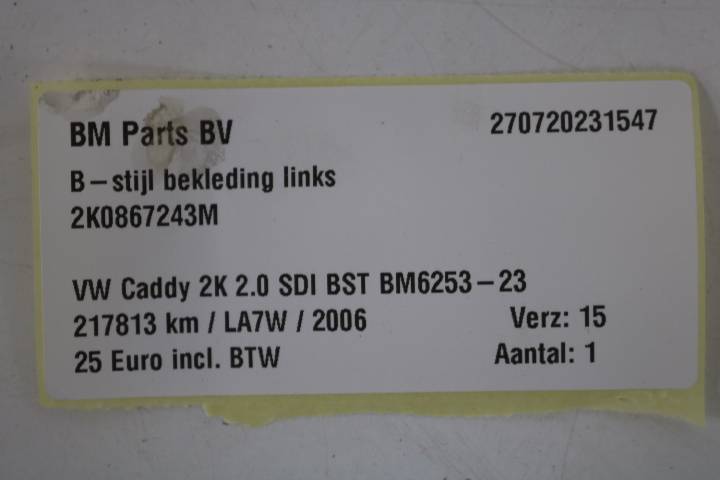 BM Parts BV 270720231547
B-stijl bekleding links
2K0867243M
VW Caddy 2K 2.0 SDI BST BM6253-23
217813 km / LA7W / 2006 Verz: 15
25 Euro incl. BTW Aantal: 1